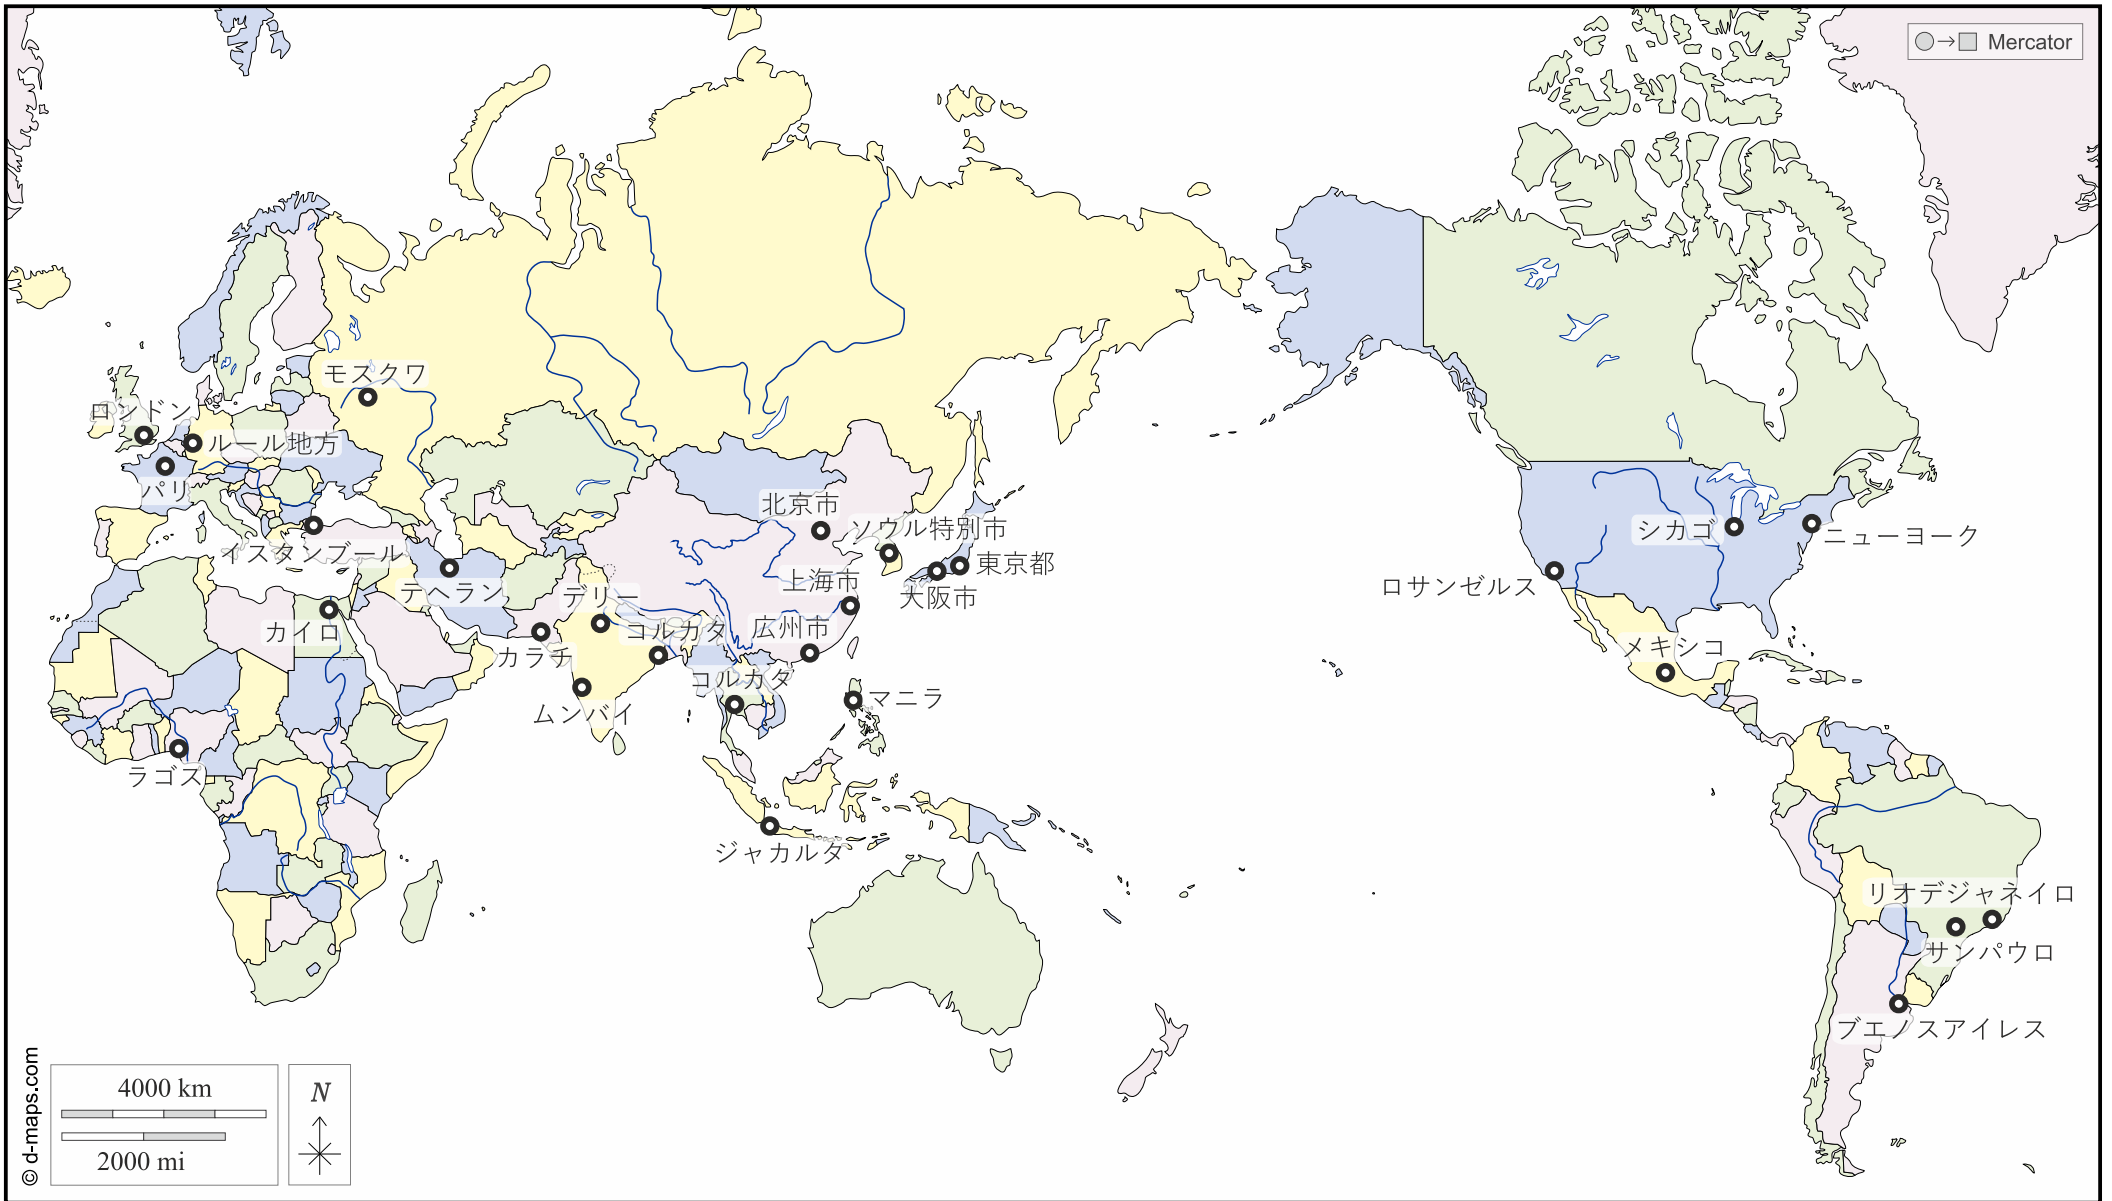 Mercator
モスクワ
ロンドン
ルール地方
パリ
北京市
ソウル特別市
シカゴ
ニューヨーク
イスタンブール
東京都
テヘラン
デリー
上海市
大阪市
ロサンゼルス
カイロ
コルカタ
広州市
カラチ
メキシコ
コルカタ
マニラ
ムンバイ
ラゴス
ジャカルタ
リオデジャネイロ
サンパウロ
ブエノスアイレス
4000 km
2000 mi
N
© d-maps.com